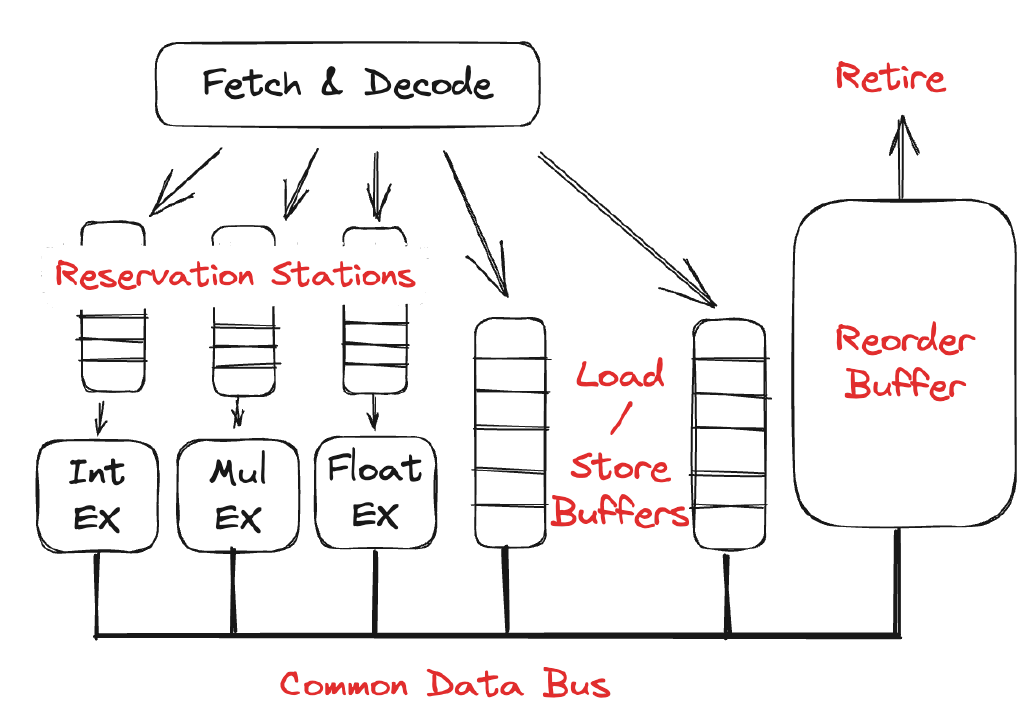 Fetch & Decode
Retire
Reservation Stations
Reorder
Buffer
Load
/
Store
Buffers
Int
EX
Mul
EX
Float
EX
Common Data Bus